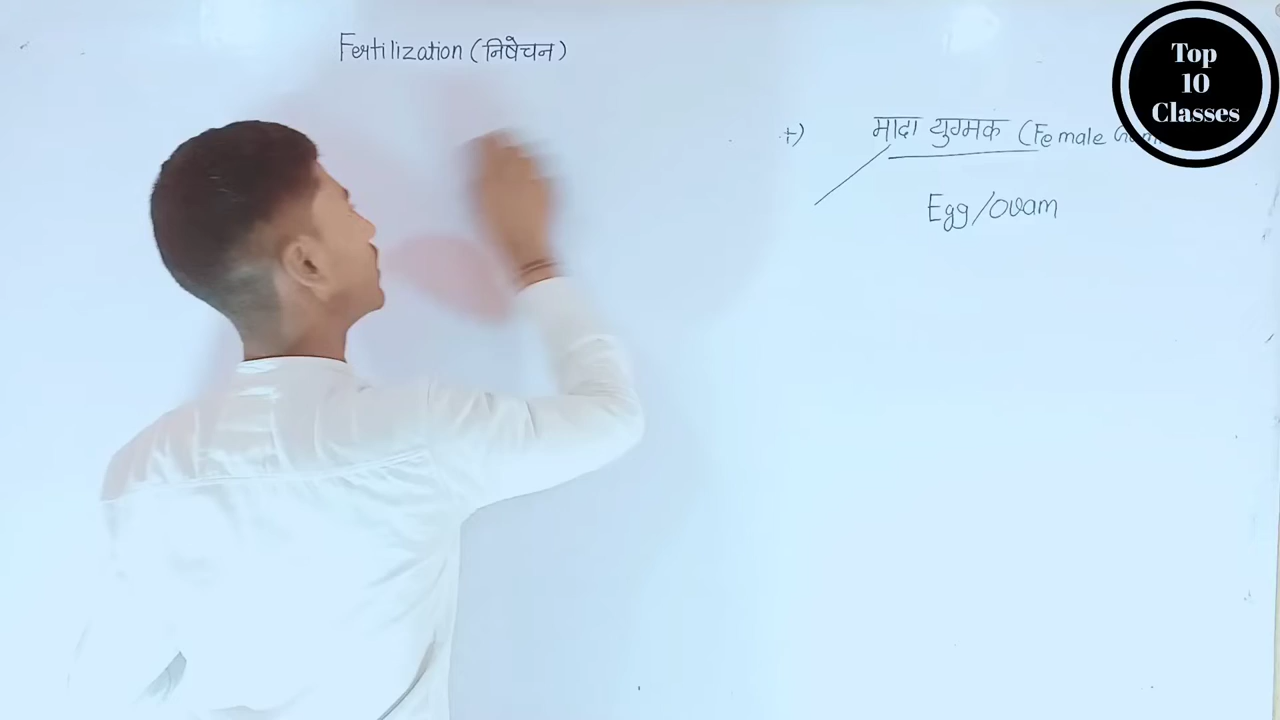 Fertilization (निषेचन)
+) मादा युग्मक (Female
Egg/Ovam
Top
10
Classes